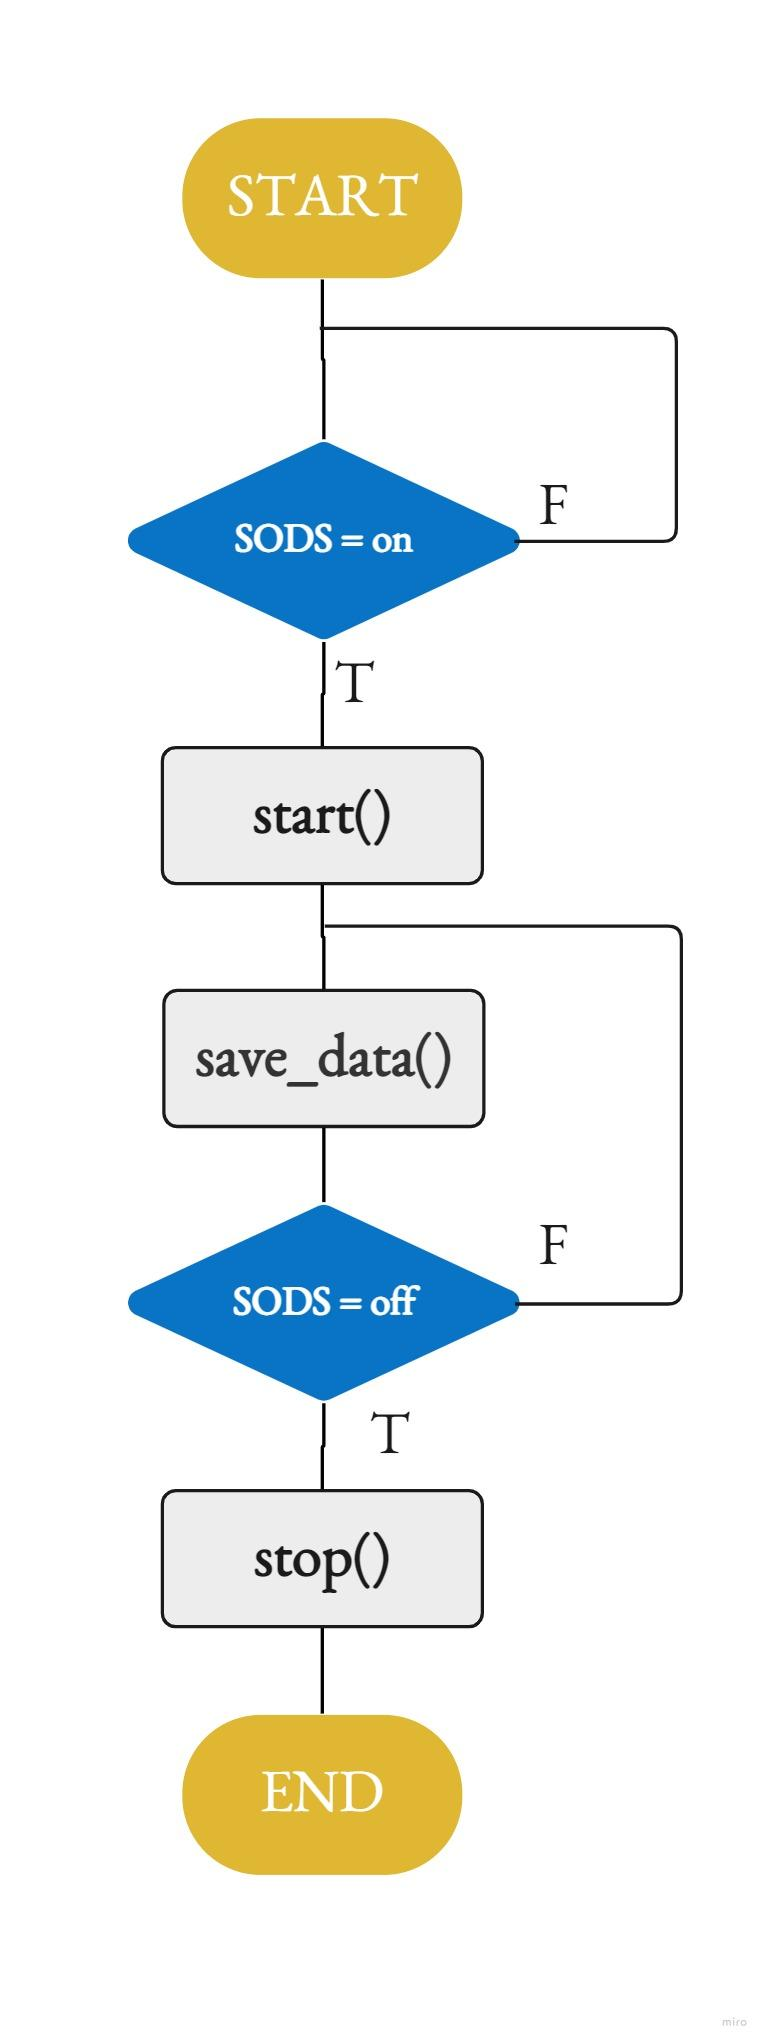 START
F
SODS = on
T
start()
save_data()
F
SODS = off
T
stop()
END
miro